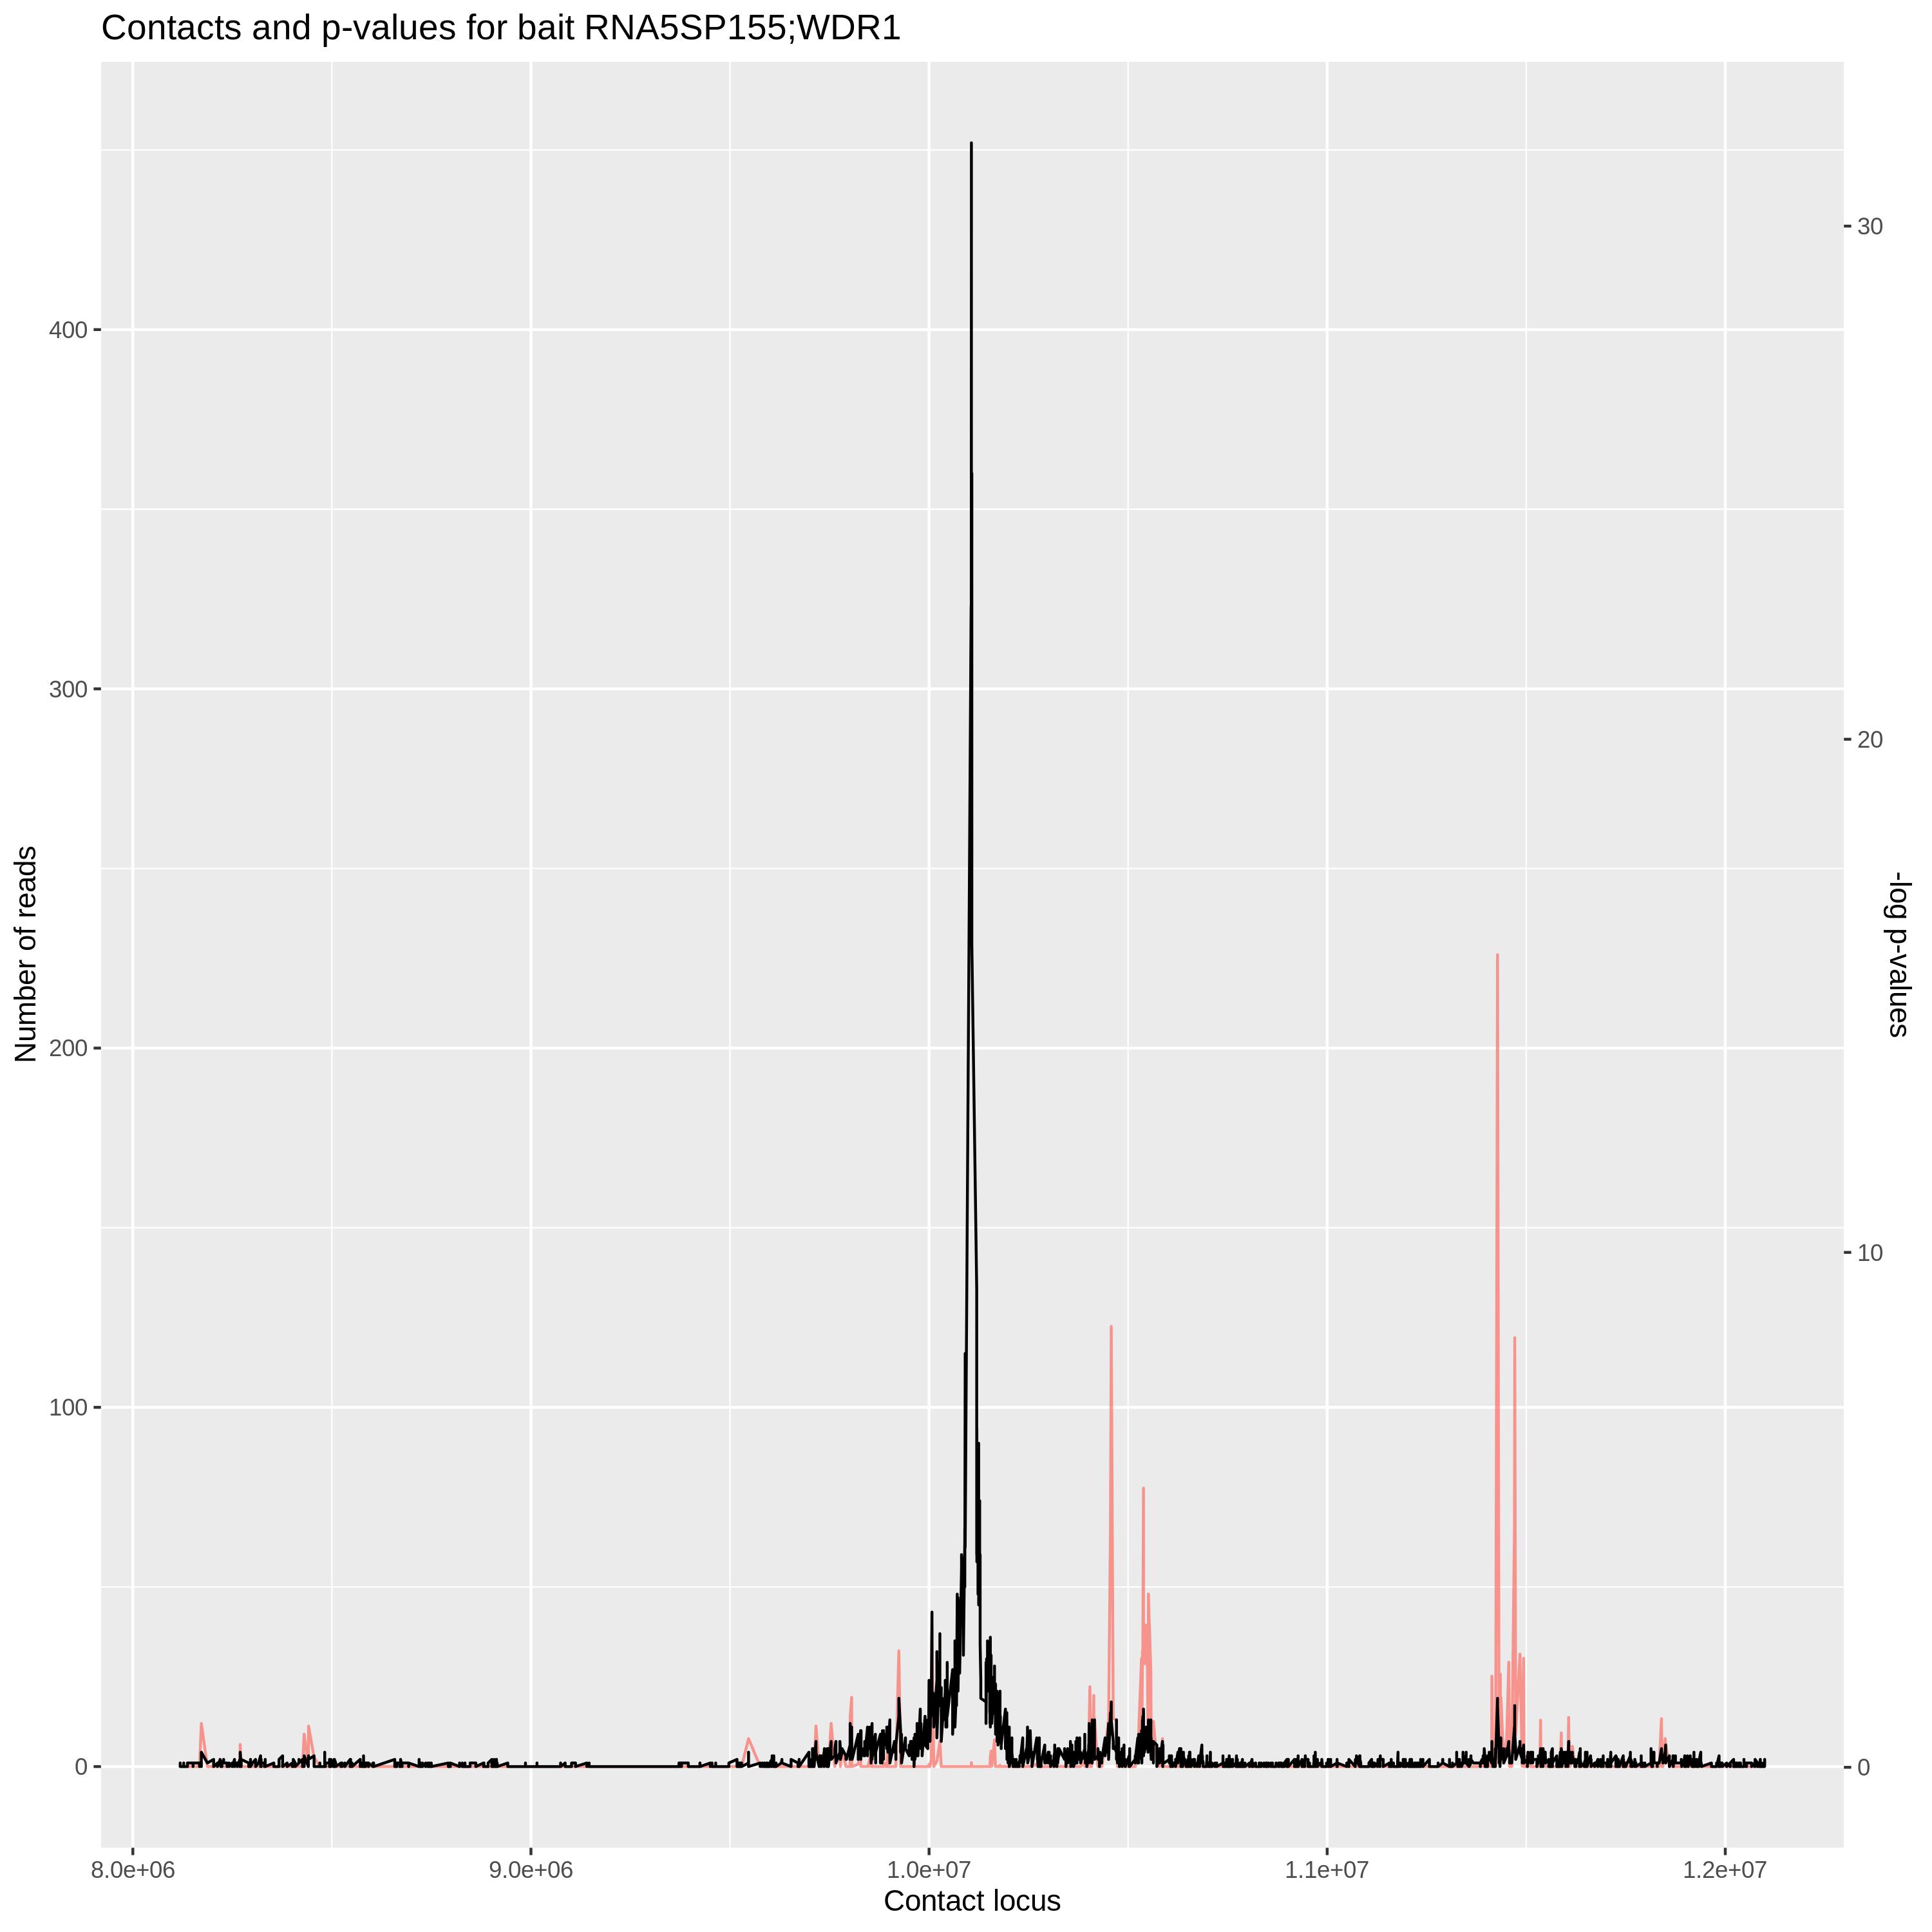 Contacts and p-values for bait RNA5SP155;WDR1
Number of reads
400
300
200
100
0
30
20
10
0
-log p-values
8.0e+06
9.0e+06
1.0e+07
1.1e+07
1.2e+07
Contact locus